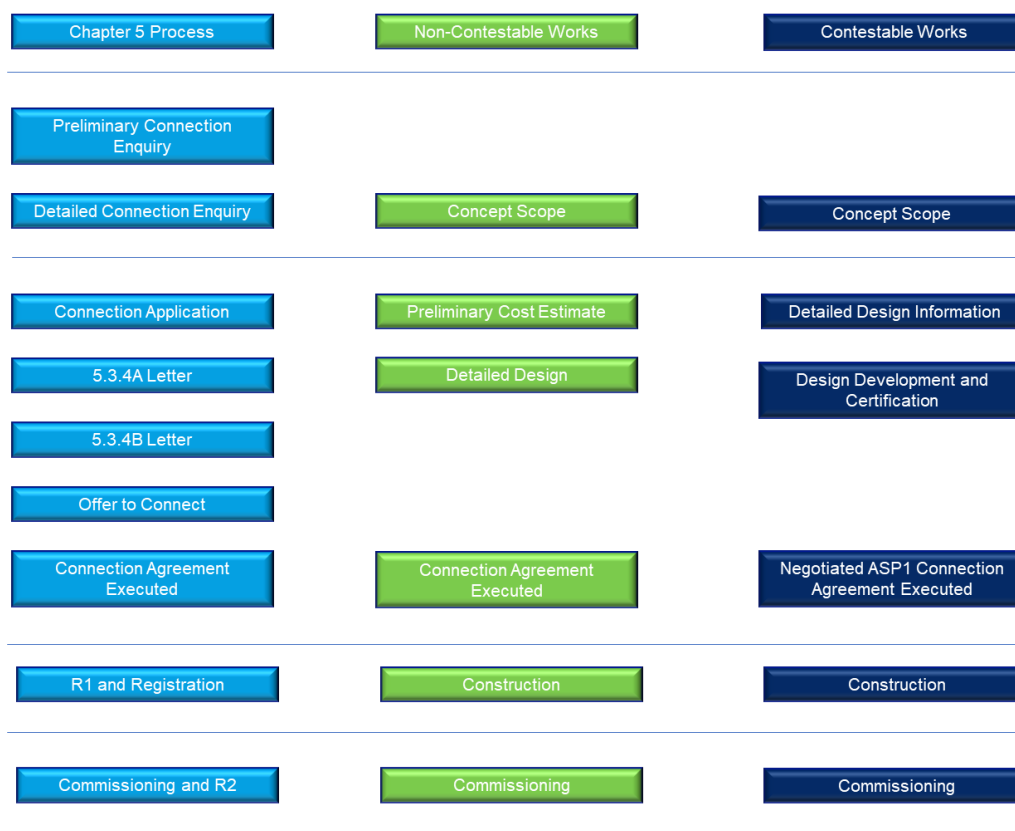 Chapter 5 Process
Non-Contestable Works
Contestable Works
Preliminary Connection
Enquiry
Detailed Connection Enquiry
Concept Scope
Concept Scope
Connection Application
Preliminary Cost Estimate
Detailed Design Information
5.3.4A Letter
Detailed Design
Design Development and
Certification
5.3.4B Letter
Offer to Connect
Connection Agreement
Executed
Connection Agreement
Executed
Negotiated ASP1 Connection
Agreement Executed
R1 and Registration
Construction
Construction
Commissioning and R2
Commissioning
Commissioning